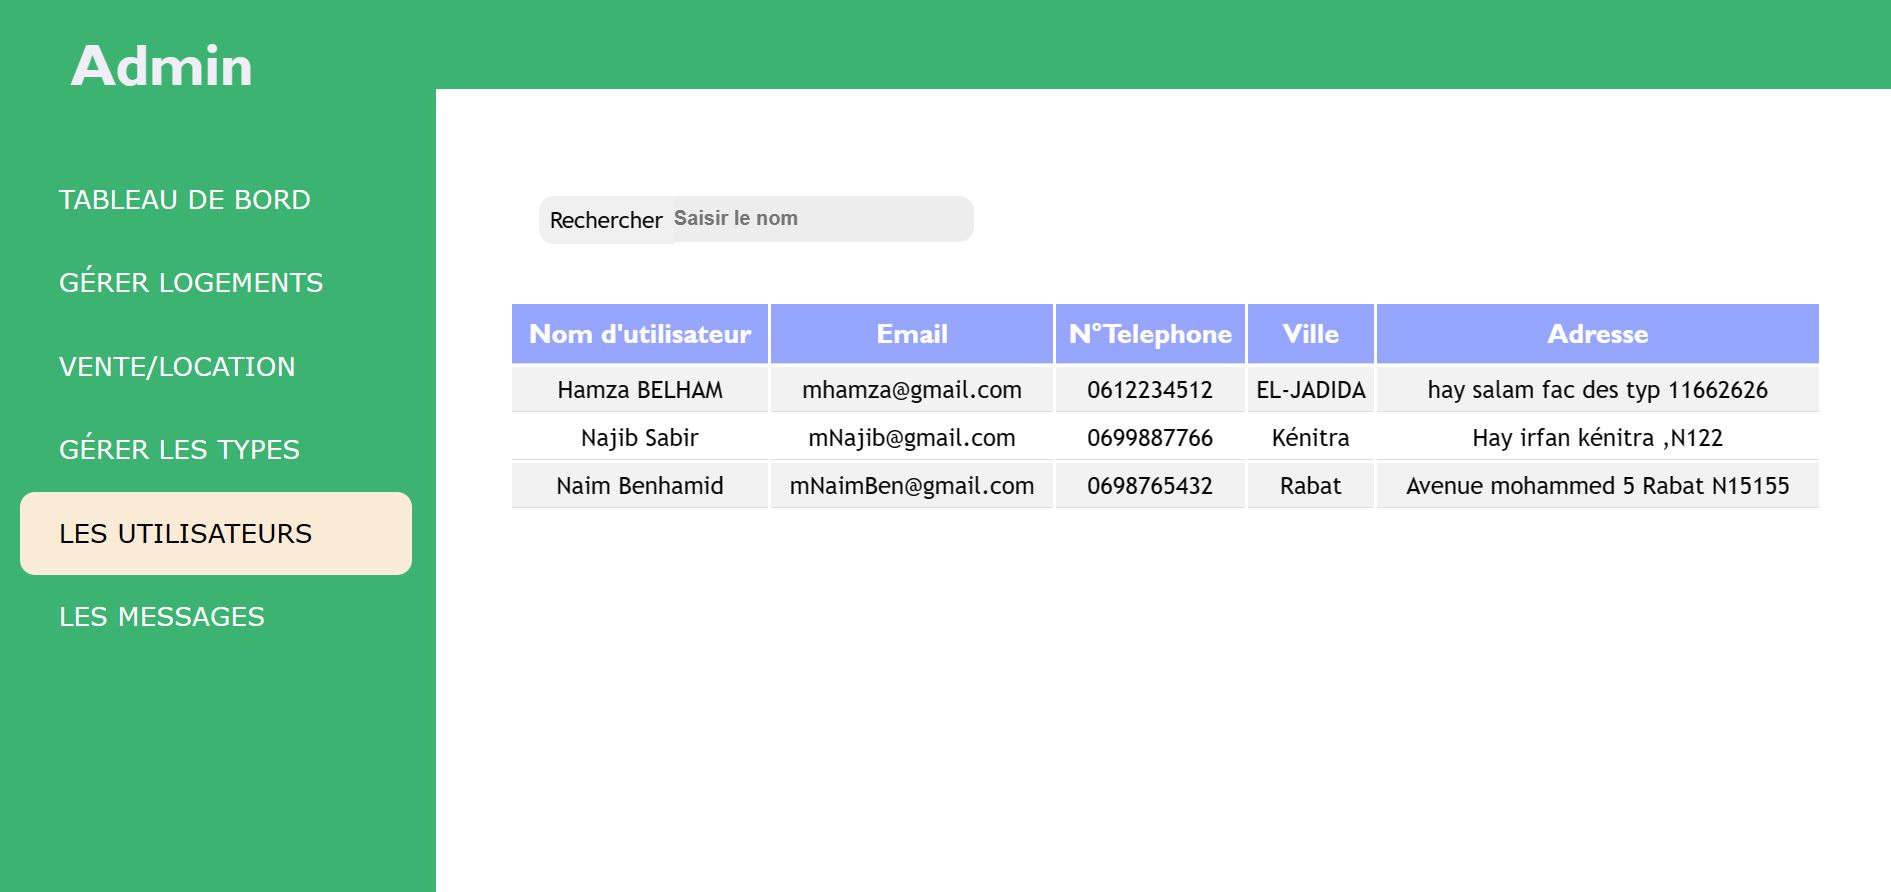 Admin
TABLEAU DE BORD
GÉRER LOGEMENTS
VENTE/LOCATION
GÉRER LES TYPES
LES UTILISATEURS
LES MESSAGES
Rechercher Saisir le nom
Nom d'utilisateur Email N°Telephone Ville Adresse
Hamza BELHAM mhamza@gmail.com 0612234512 EL-JADIDA hay salam fac des typ 11662626
Najib Sabir mNajib@gmail.com 0699887766 Kénitra Hay irfan kénitra ,N122
Naim Benhamid mNaimBen@gmail.com 0698765432 Rabat Avenue mohammed 5 Rabat N15155